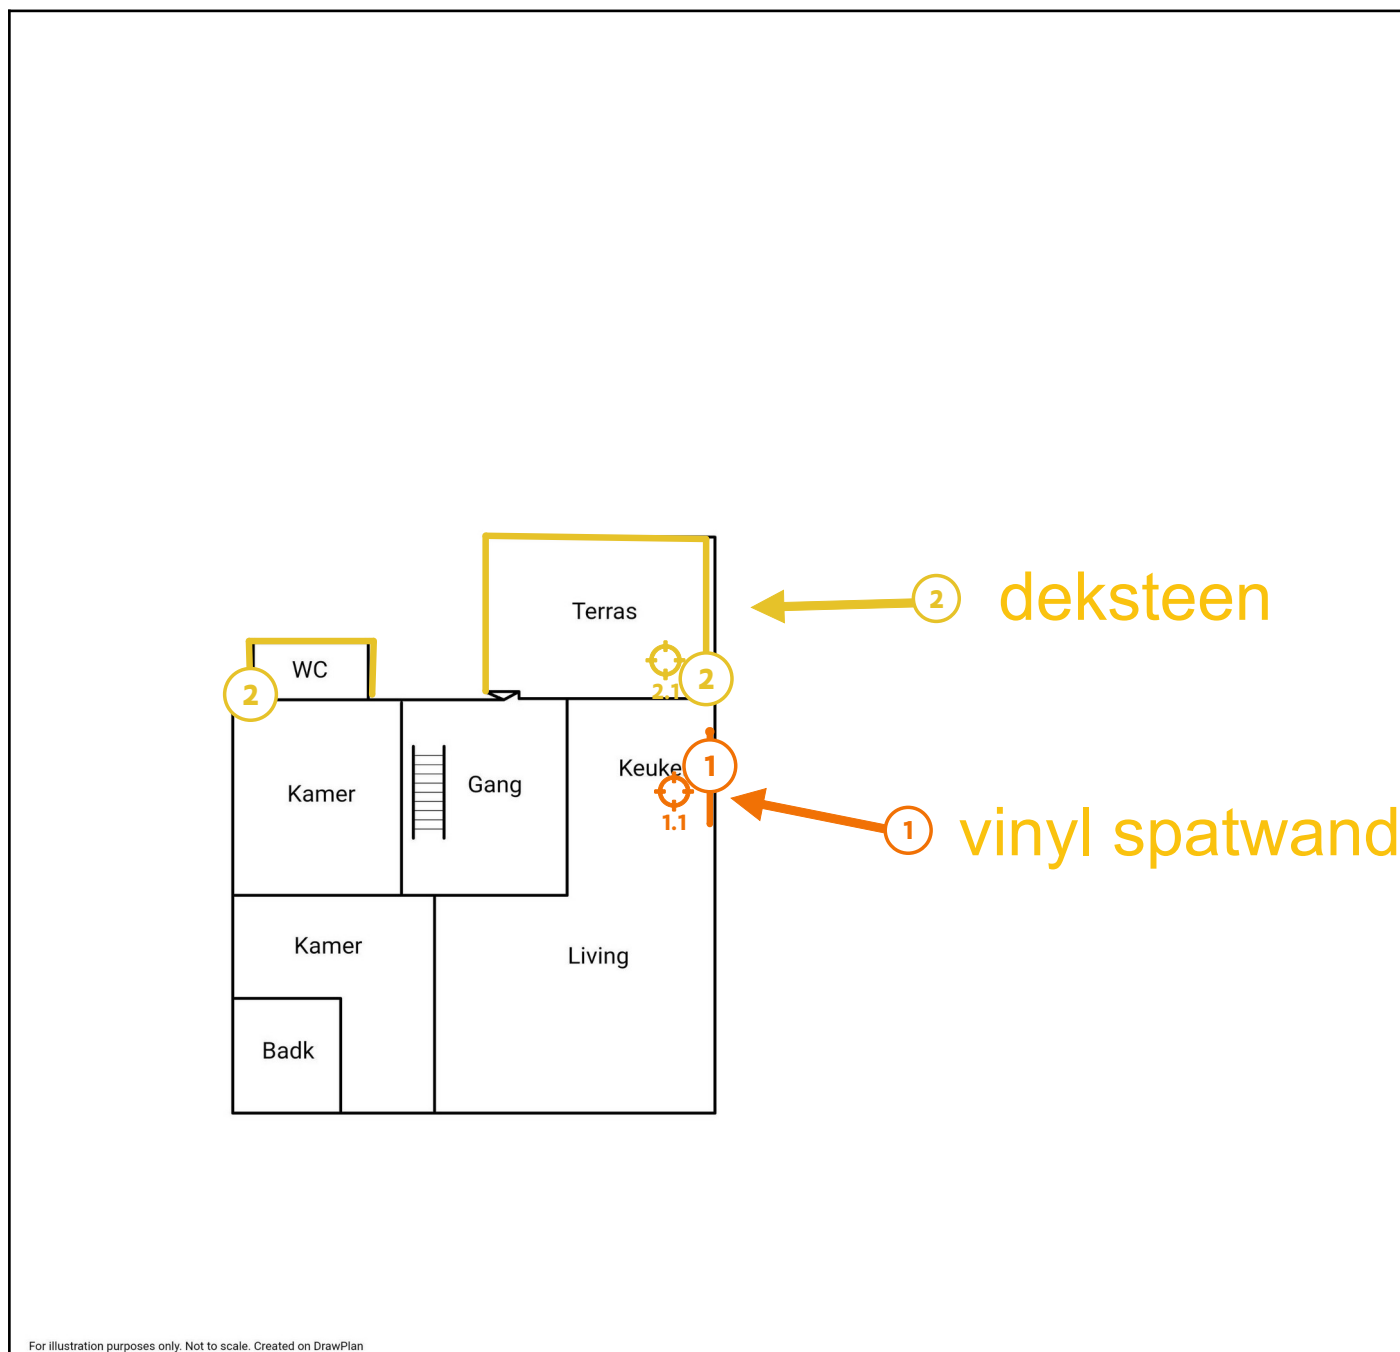 Terras
2 deksteen
WC
2
2.1
2
Keuke
1
Gang
Kamer
1.1
1 vinyl spatwand
Kamer
Living
Badk
For illustration purposes only. Not to scale. Created on DrawPlan